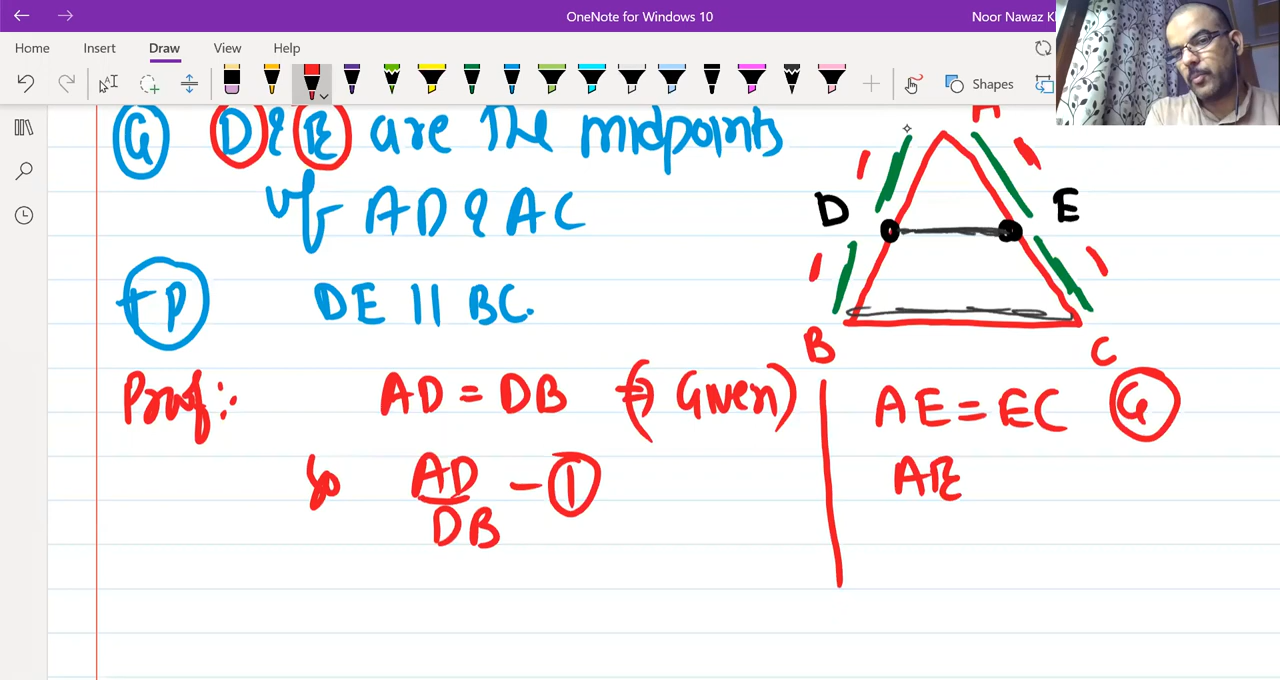 OneNote for Windows 10
Noor Nawaz K
Home Insert Draw View Help
Shapes
G D & E are the midpoints
of AD & AC
TP DE || BC.
A
D E
B C
Proof: AD = DB (Given)
AE = EC G
So AD/DB - 1
AE